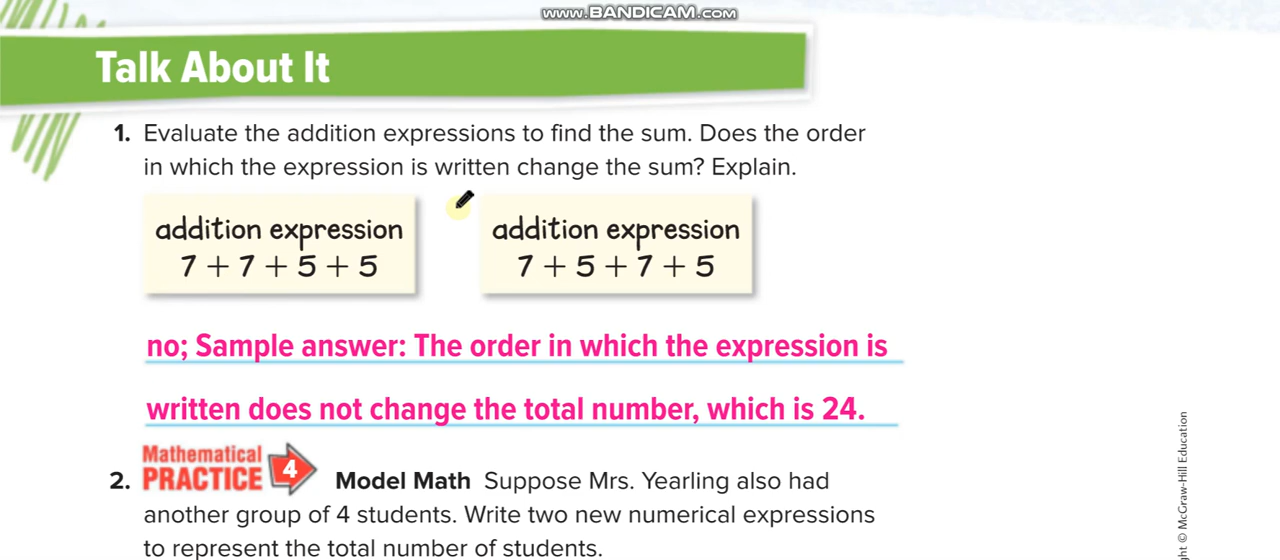 www.BANDICAM.com
Talk About It
1. Evaluate the addition expressions to find the sum. Does the order
in which the expression is written change the sum? Explain.
addition expression
7 + 7 + 5 + 5
addition expression
7 + 5 + 7 + 5
no; Sample answer: The order in which the expression is
written does not change the total number, which is 24.
2. Mathematical
PRACTICE 4 Model Math Suppose Mrs. Yearling also had
another group of 4 students. Write two new numerical expressions
to represent the total number of students.
ht © McGraw-Hill Education